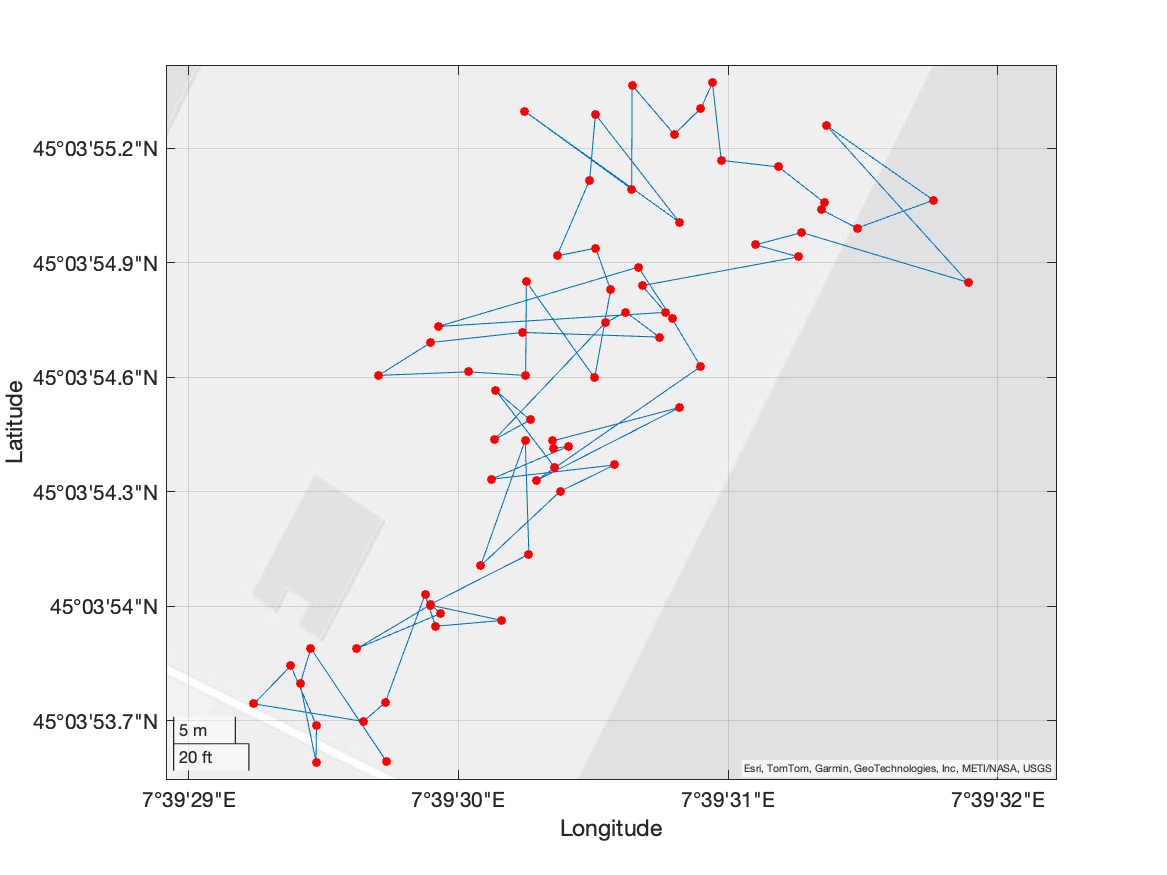 45°03'55.2"N
45°03'54.9"N
45°03'54.6"N
45°03'54.3"N
45°03'54"N
45°03'53.7"N
Latitude
5 m
20 ft
Esri, TomTom, Garmin, GeoTechnologies, Inc, METI/NASA, USGS
7°39'29"E
7°39'30"E
7°39'31"E
7°39'32"E
Longitude